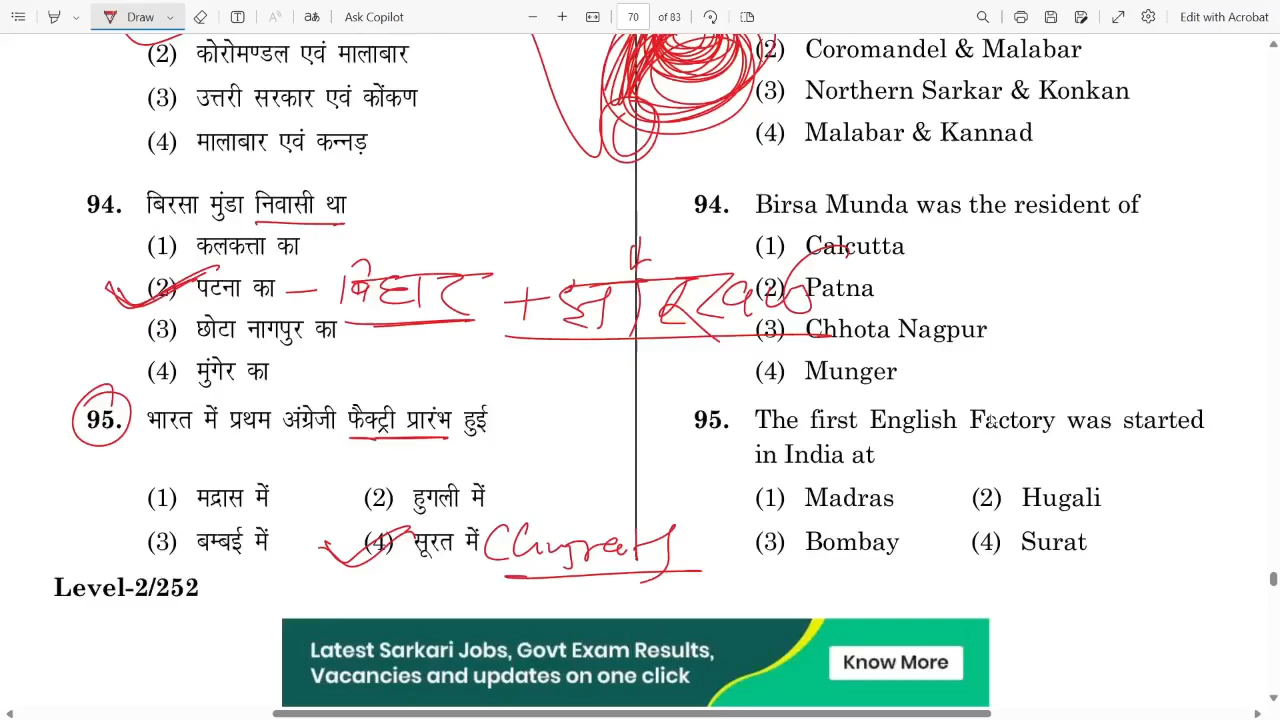 Draw
Ask Copilot
70 of 83
Edit with Acrobat
(2) कोरोमण्डल एवं मालाबार
(3) उत्तरी सरकार एवं कोंकण
(4) मालाबार एवं कन्नड़
94. बिरसा मुंडा निवासी था
(1) कलकत्ता का
(2) पटना का – बिहार +
(3) छोटा नागपुर का
(4) मुंगेर का
95. भारत में प्रथम अंग्रेजी फैक्ट्री प्रारंभ हुई
(1) मद्रास में (2) हुगली में
(3) बम्बई में (4) सूरत में
Level-2/252
(2) Coromandel & Malabar
(3) Northern Sarkar & Konkan
(4) Malabar & Kannad
94. Birsa Munda was the resident of
(1) Calcutta
(2) Patna
(3) Chhota Nagpur
(4) Munger
95. The first English Factory was started
in India at
(1) Madras (2) Hugali
(3) Bombay (4) Surat
Latest Sarkari Jobs, Govt Exam Results,
Vacancies and updates on one click
Know More